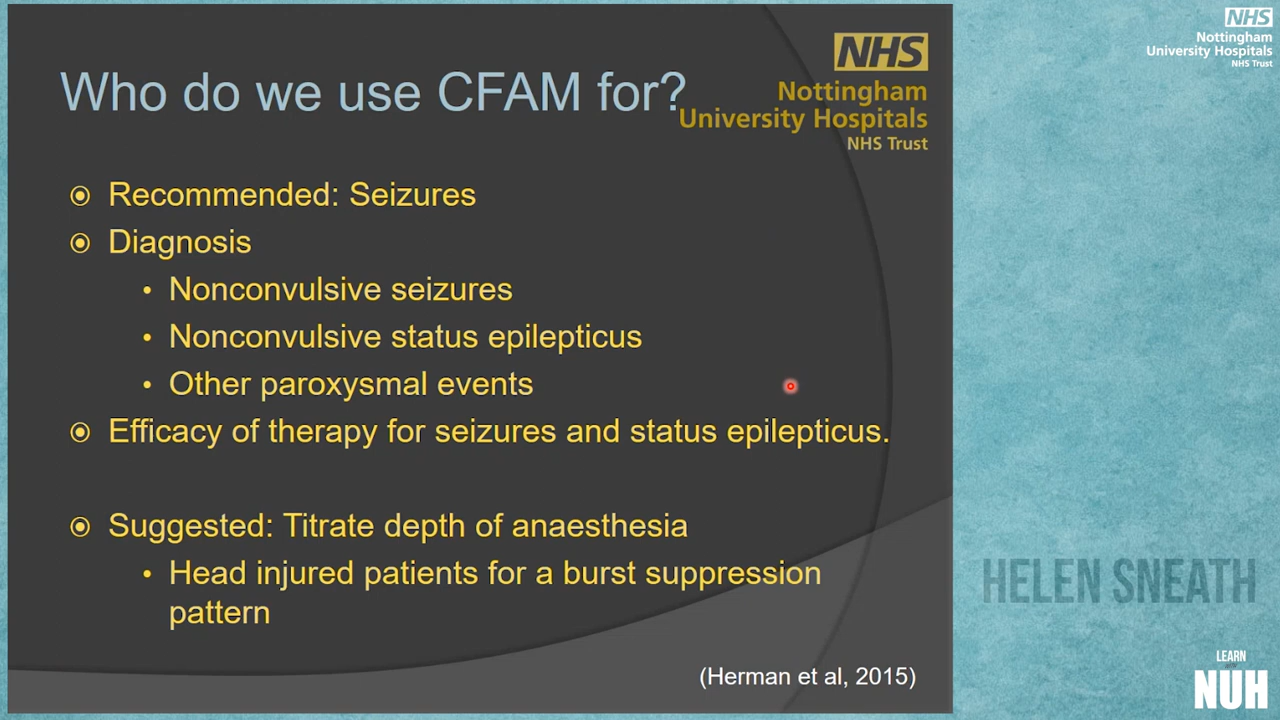 Who do we use CFAM for?
NHS
Nottingham
University Hospitals
NHS Trust
Recommended: Seizures
Diagnosis
Nonconvulsive seizures
Nonconvulsive status epilepticus
Other paroxysmal events
Efficacy of therapy for seizures and status epilepticus.
Suggested: Titrate depth of anaesthesia
Head injured patients for a burst suppression
pattern
(Herman et al, 2015)
NHS
Nottingham
University Hospitals
NHS Trust
HELEN SNEATH
LEARN
NUH